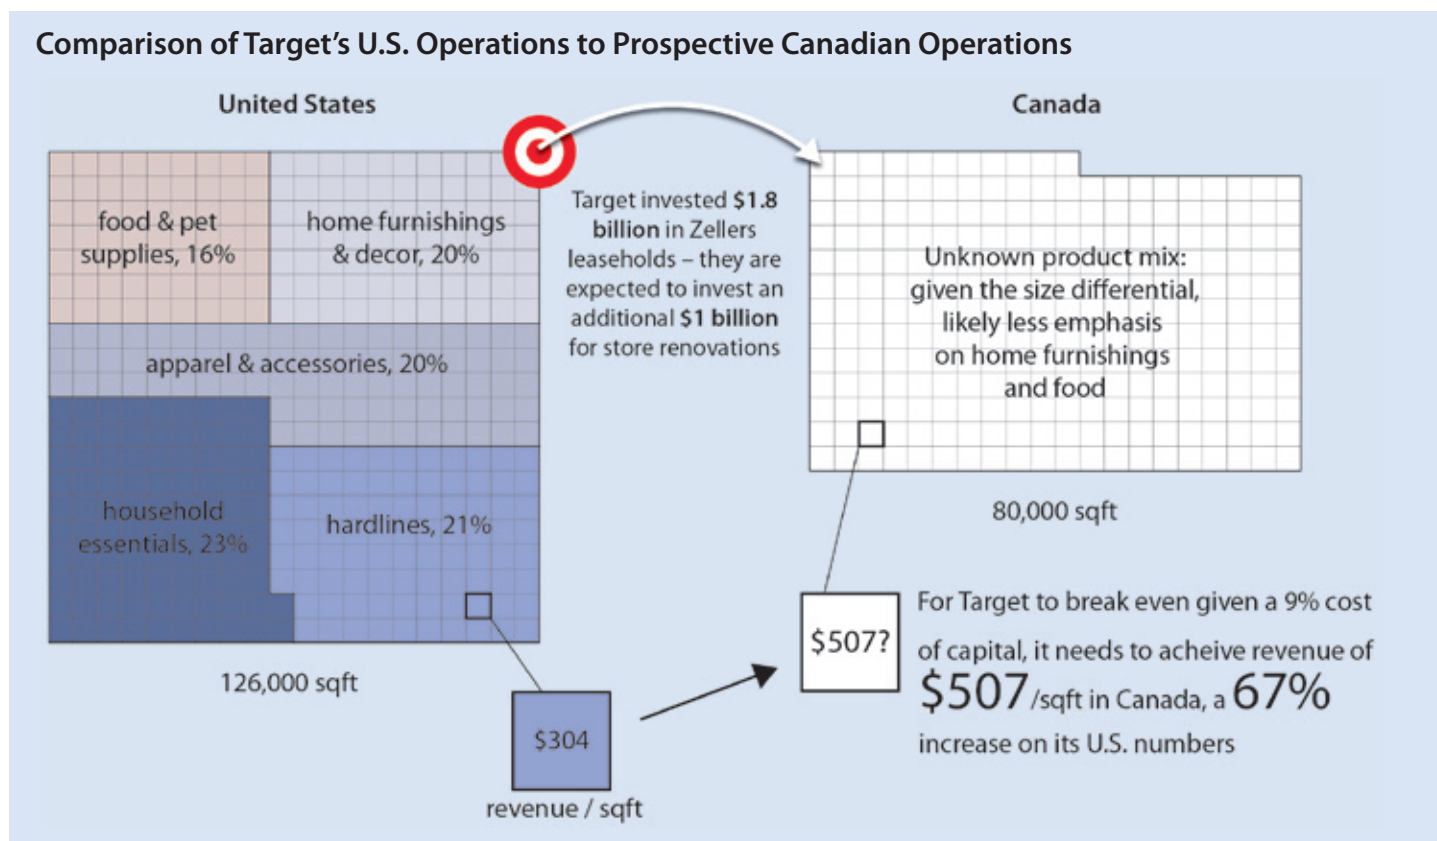 Comparison of Target's U.S. Operations to Prospective Canadian Operations
United States
food & pet
supplies, 16%
home furnishings
& decor, 20%
apparel & accessories, 20%
household
essentials, 23%
hardlines, 21%
126,000 sqft
$304
revenue / sqft
Target invested $1.8
billion in Zellers
leaseholds – they are
expected to invest an
additional $1 billion
for store renovations
Canada
Unknown product mix:
given the size differential,
likely less emphasis
on home furnishings
and food
80,000 sqft
$507?
For Target to break even given a 9% cost
of capital, it needs to acheive revenue of
$507/sqft in Canada, a 67%
increase on its U.S. numbers